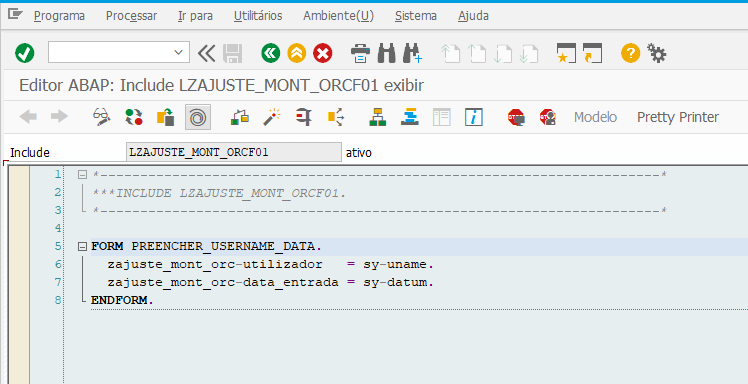 Programa Processar Ir para Utilitários Ambiente(U) Sistema Ajuda
Editor ABAP: Include LZAJUSTE_MONT_ORCF01 exibir
Modelo Pretty Printer
Include LZAJUSTE_MONT_ORCF01 ativo
1 *----------------------------------------------------------------------*
2 ***INCLUDE LZAJUSTE_MONT_ORCF01.
3 *----------------------------------------------------------------------*
4
5 FORM PREENCHER_USERNAME_DATA.
6 zajuste_mont_orc-utilizador   = sy-uname.
7 zajuste_mont_orc-data_entrada = sy-datum.
8 ENDFORM.